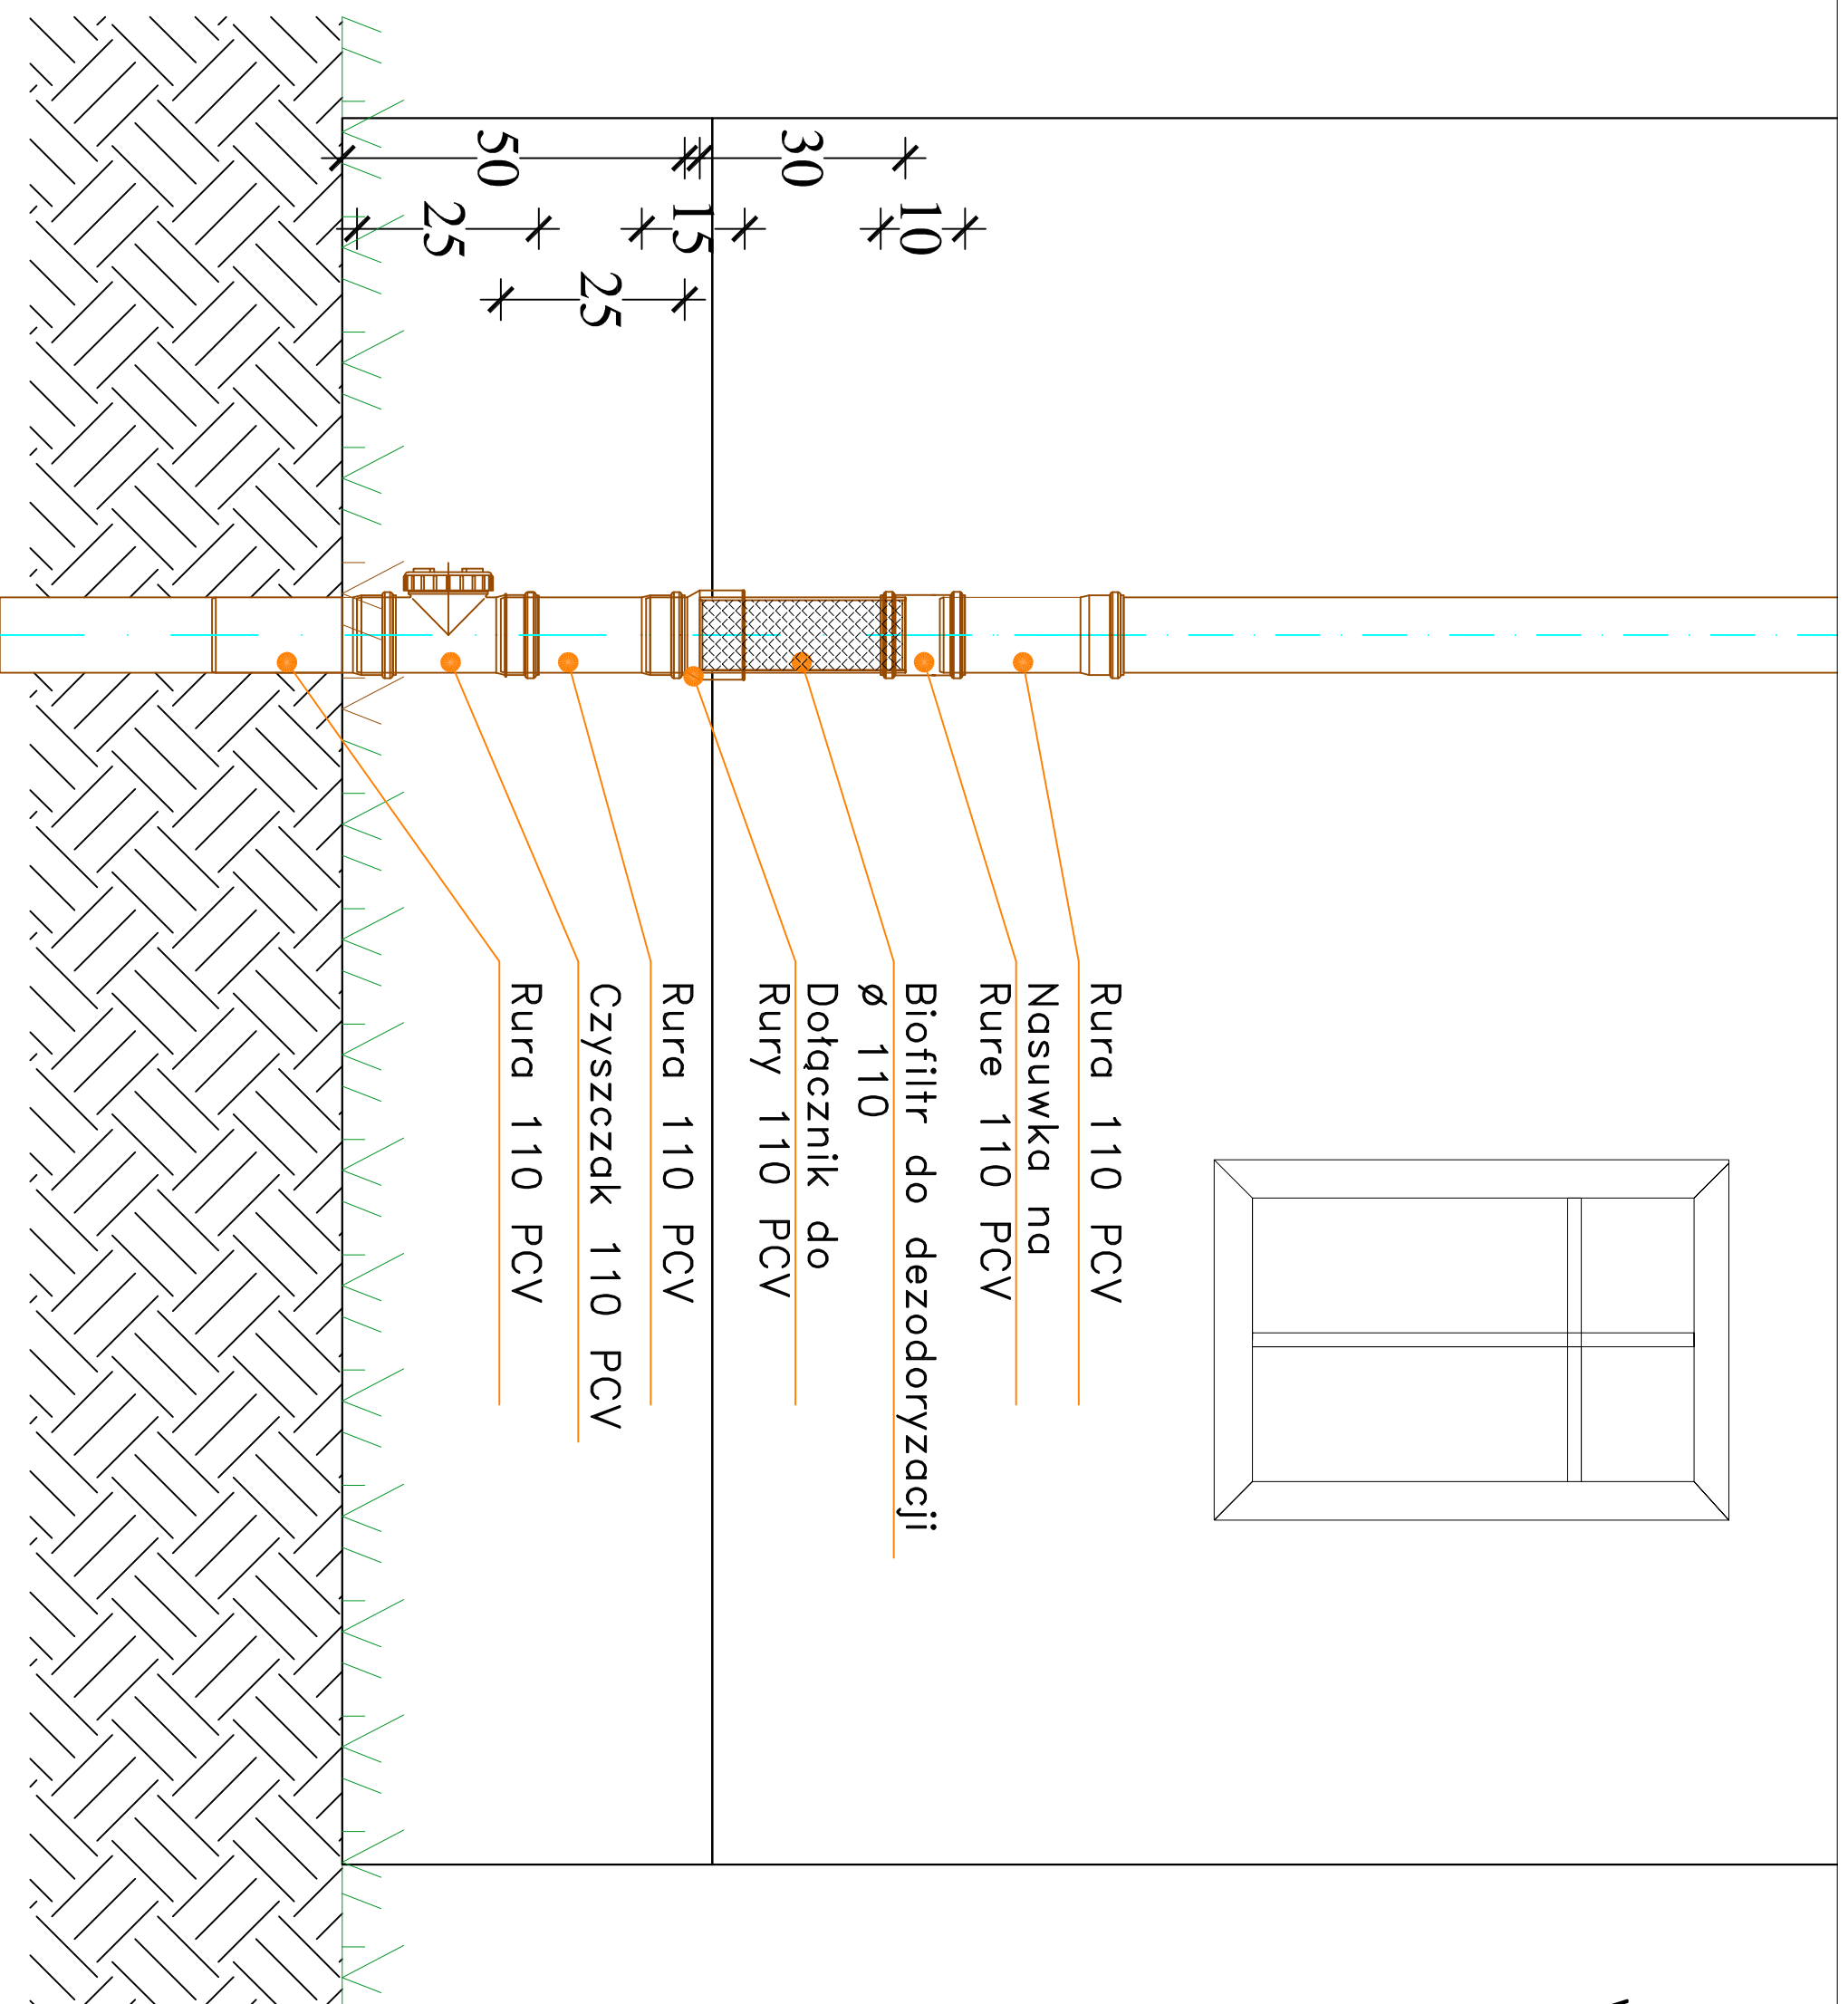 Rura 110 PCV
Nasuwka na
Rure 110 PCV
Biofiltr do dezodoryzacji
ø 110
Dołącznik do
Rury 110 PCV
Rura 110 PCV
Czyszczak 110 PCV
Rura 110 PCV
10
30
15
25
50
25